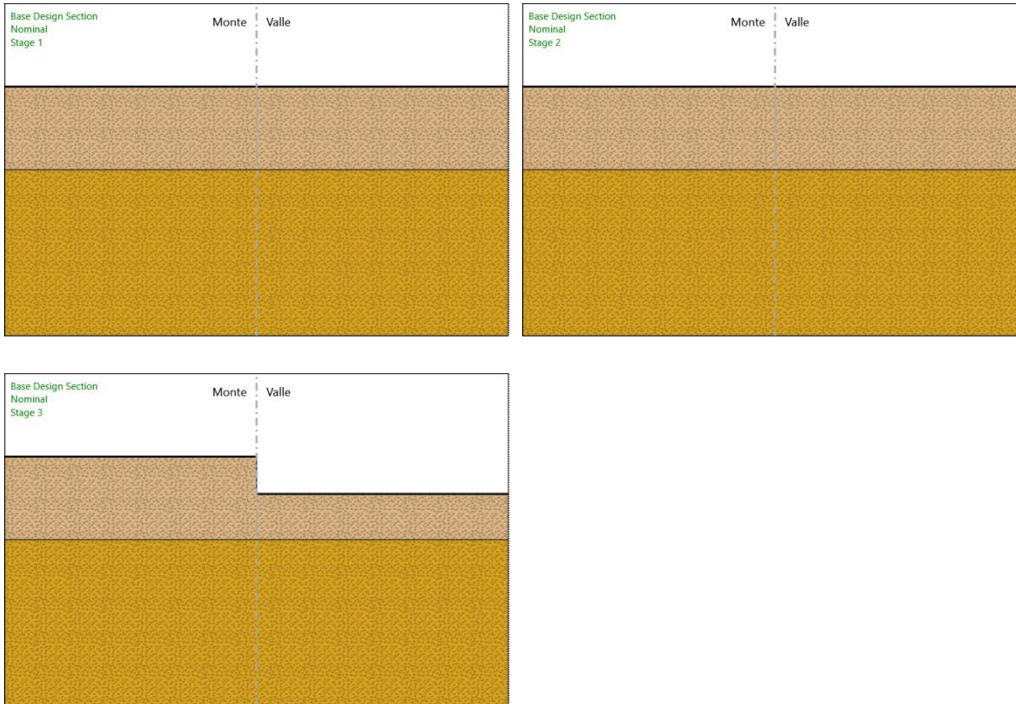 Base Design Section
Nominal
Stage 1
Monte Valle
Base Design Section
Nominal
Stage 2
Monte Valle
Base Design Section
Nominal
Stage 3
Monte Valle